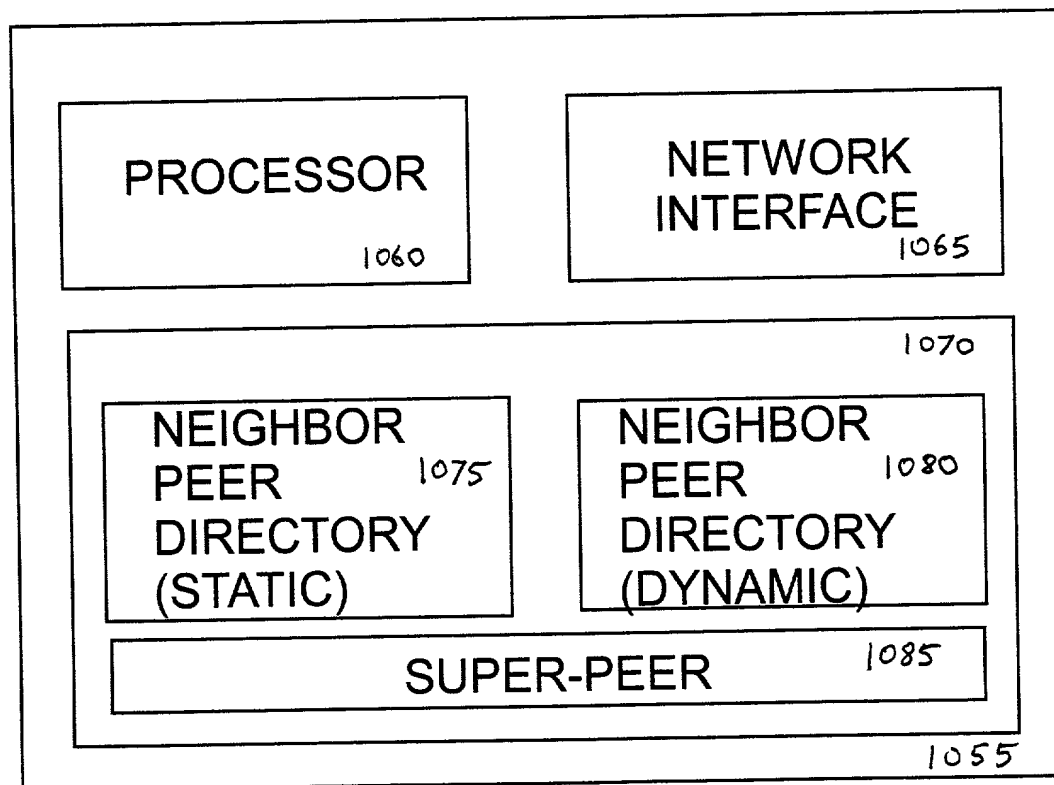 PROCESSOR
1060
NETWORK
INTERFACE
1065
1070
NEIGHBOR
PEER 1075
DIRECTORY
(STATIC)
NEIGHBOR
PEER 1080
DIRECTORY
(DYNAMIC)
SUPER-PEER 1085
1055